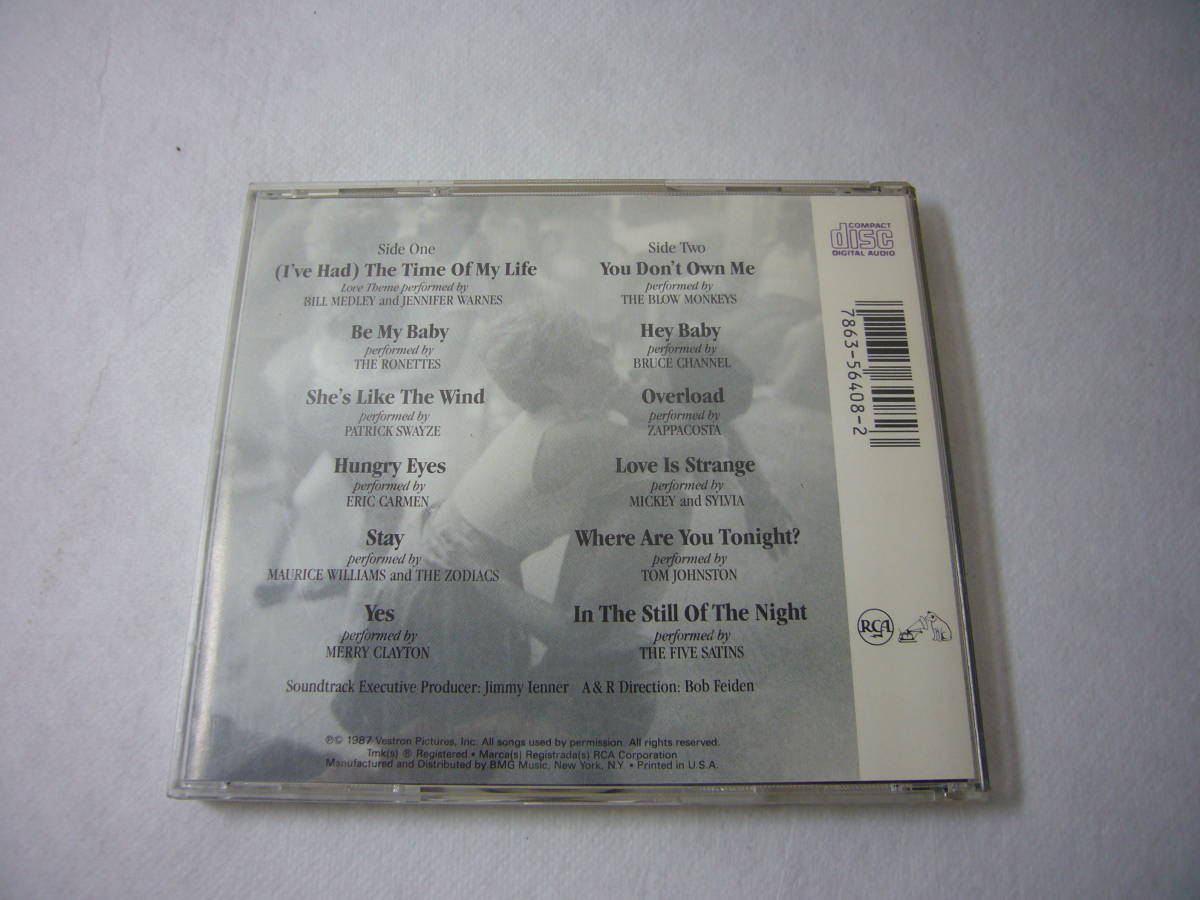 Side One
(I've Had) The Time Of My Life
Love Theme performed by
BILL MEDLEY and JENNIFER WARNES
Be My Baby
performed by
THE RONETTES
She's Like The Wind
performed by
PATRICK SWAYZE
Hungry Eyes
performed by
ERIC CARMEN
Stay
performed by
MAURICE WILLIAMS and THE ZODIACS
Yes
performed by
MERRY CLAYTON
Side Two
You Don't Own Me
performed by
THE BLOW MONKEYS
Hey Baby
performed by
BRUCE CHANNEL
Overload
performed by
ZAPPACOSTA
Love Is Strange
performed by
MICKEY and SYLVIA
Where Are You Tonight?
performed by
TOM JOHNSTON
In The Still Of The Night
performed by
THE FIVE SATINS
Soundtrack Executive Producer: Jimmy Ienner A & R Direction: Bob Feiden
℗© 1987 Vestron Pictures, Inc. All songs used by permission. All rights reserved.
Tmk(s) ® Registered • Marca(s) Registrada(s) RCA Corporation
Manufactured and Distributed by BMG Music, New York, N.Y. • Printed in U.S.A.
COMPACT
disc
DIGITAL AUDIO
7863-56408-2
RCA